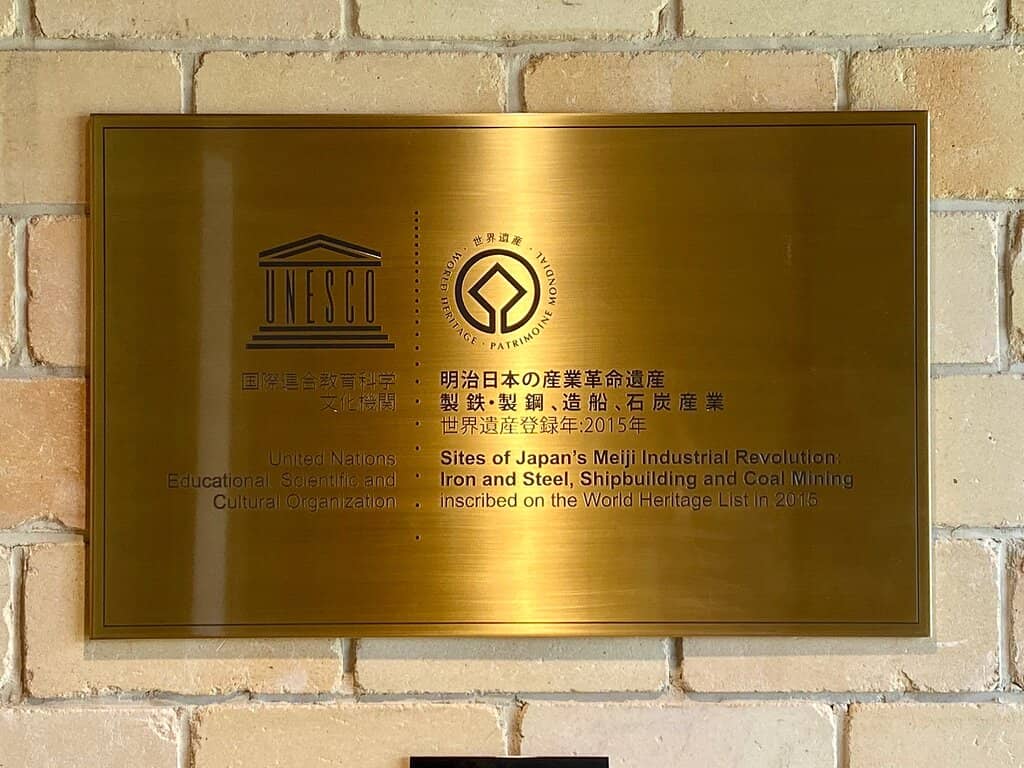 UNESCO
国際連合教育科学
文化機関
United Nations
Educational, Scientific and
Cultural Organization
· 世界遺産 ·
WORLD HERITAGE · PATRIMOINE MONDIAL
明治日本の産業革命遺産
製鉄・製鋼、造船、石炭産業
世界遺産登録年:2015年
Sites of Japan's Meiji Industrial Revolution:
Iron and Steel, Shipbuilding and Coal Mining
inscribed on the World Heritage List in 2015